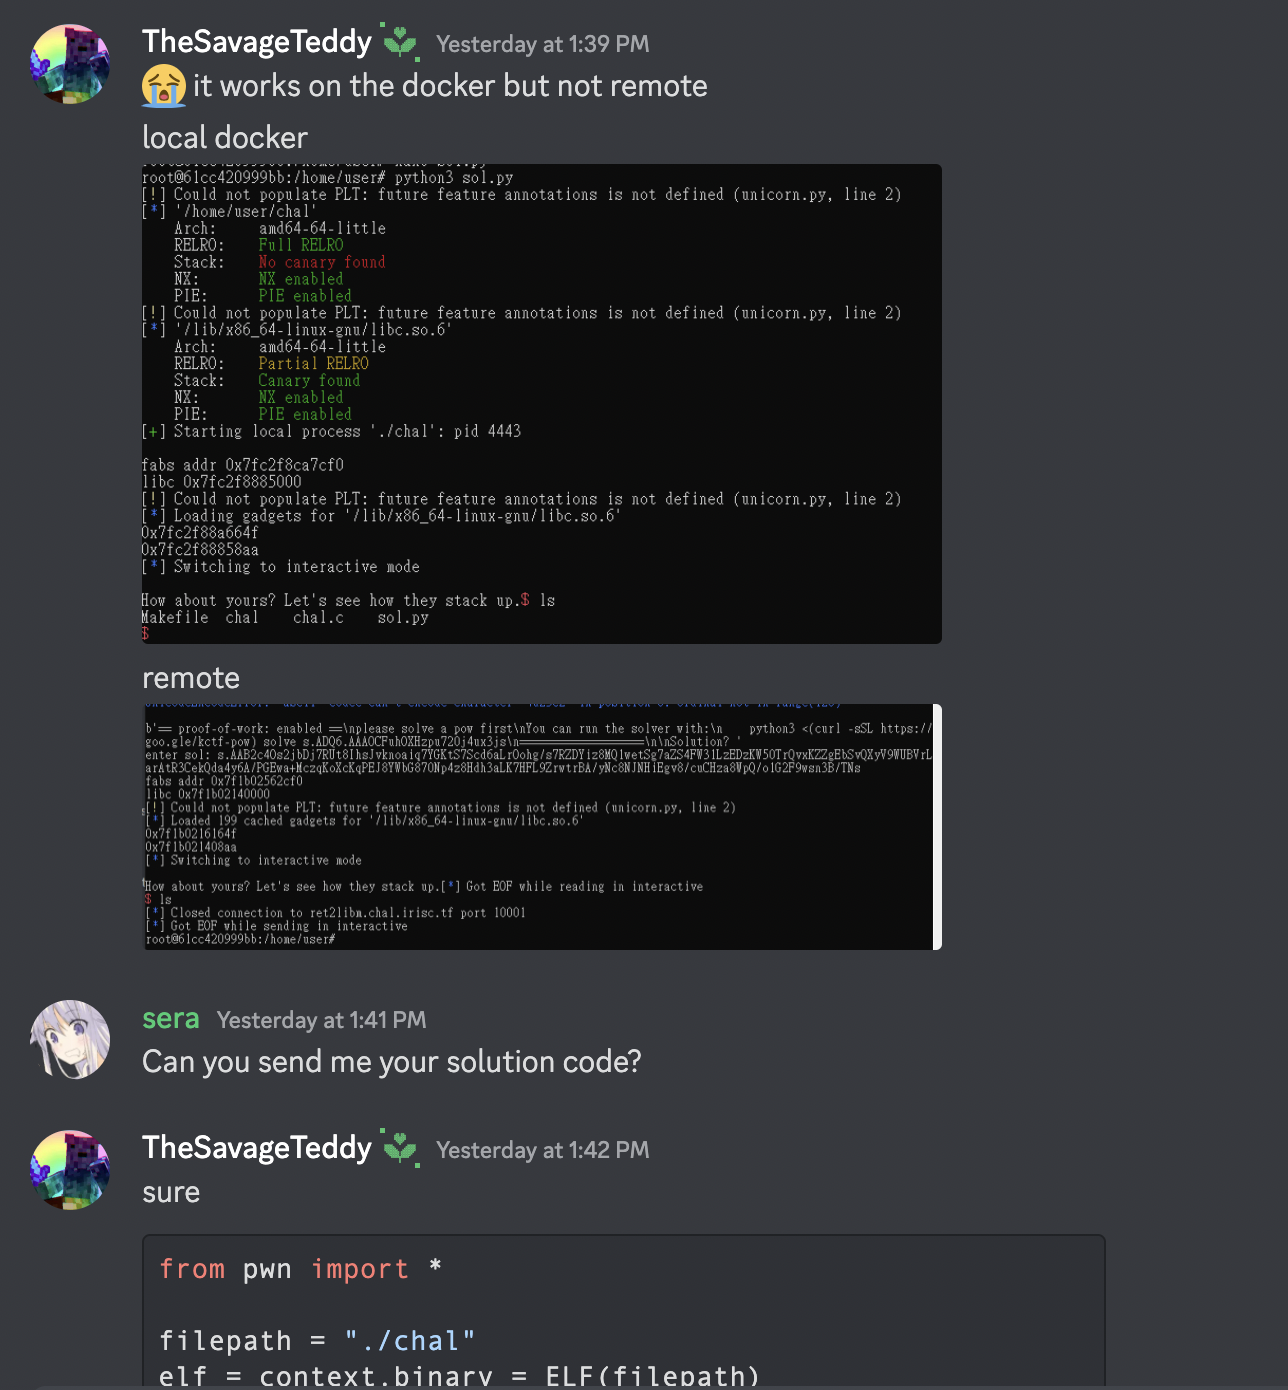 TheSavageTeddy Yesterday at 1:39 PM
it works on the docker but not remote
local docker
root@61cc420999bb:/home/user# python3 sol.py
[!] Could not populate PLT: future feature annotations is not defined (unicorn.py, line 2)
[*] '/home/user/chal'
Arch: amd64-64-little
RELRO: Full RELRO
Stack: No canary found
NX: NX enabled
PIE: PIE enabled
[!] Could not populate PLT: future feature annotations is not defined (unicorn.py, line 2)
[*] '/lib/x86_64-linux-gnu/libc.so.6'
Arch: amd64-64-little
RELRO: Partial RELRO
Stack: Canary found
NX: NX enabled
PIE: PIE enabled
[+] Starting local process './chal': pid 4443
fabs addr 0x7fc2f8ca7cf0
libc 0x7fc2f8885000
[!] Could not populate PLT: future feature annotations is not defined (unicorn.py, line 2)
[*] Loading gadgets for '/lib/x86_64-linux-gnu/libc.so.6'
0x7fc2f88a664f
0x7fc2f88858aa
[*] Switching to interactive mode
How about yours? Let's see how they stack up.$ ls
Makefile chal chal.c sol.py
$
remote
b'== proof-of-work: enabled ==\nplease solve a pow first\nYou can run the solver with:\n python3 <(curl -sSL https://
goo.gle/kctf-pow) solve
enter sol:
fabs addr 0x7f1b02562cf0
libc 0x7f1b02140000
[!] Could not populate PLT: future feature annotations is not defined (unicorn.py, line 2)
[*] Loaded 199 cached gadgets for '/lib/x86_64-linux-gnu/libc.so.6'
0x7f1b0216164f
0x7f1b021408aa
[*] Switching to interactive mode
How about yours? Let's see how they stack up.[*] Got EOF while reading in interactive
$ ls
[*] Closed connection to ret2libm.chal.irisc.tf port 10001
[*] Got EOF while sending in interactive
root@61cc420999bb:/home/user#
sera Yesterday at 1:41 PM
Can you send me your solution code?
TheSavageTeddy Yesterday at 1:42 PM
sure
from pwn import *
filepath = "./chal"
elf = context.binary = ELF(filepath)